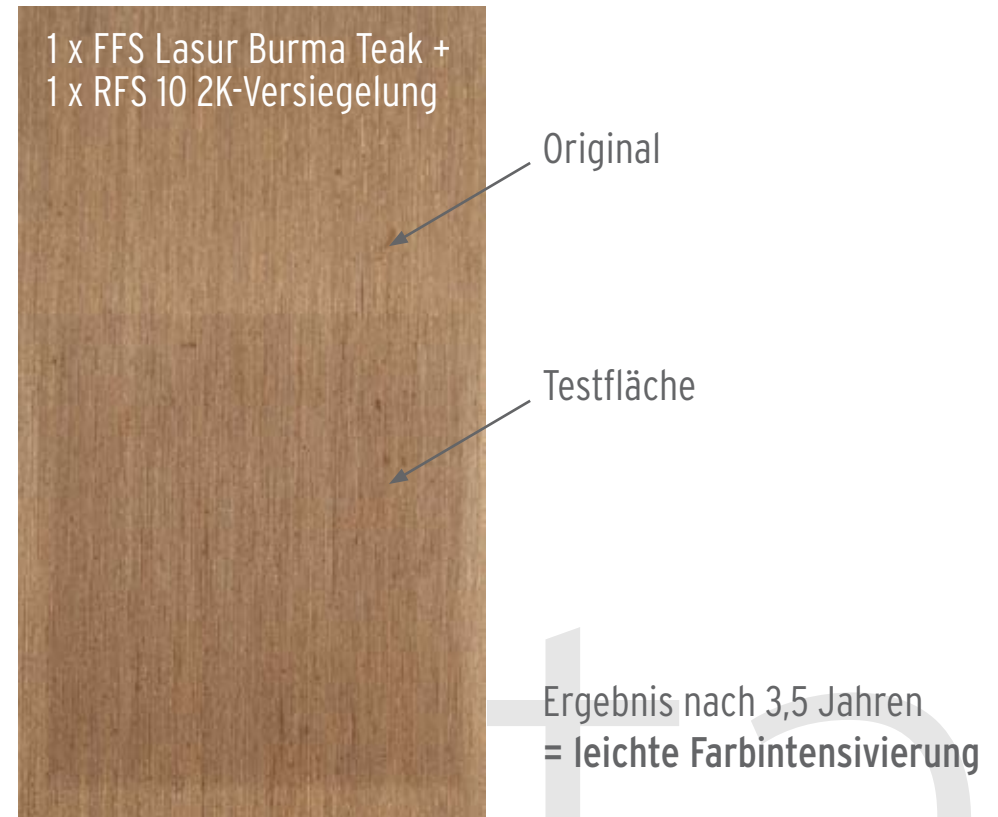 1 x FFS Lasur Burma Teak +
1 x RFS 10 2K-Versiegelung
Original
Testfläche
Ergebnis nach 3,5 Jahren
= leichte Farbintensivierung